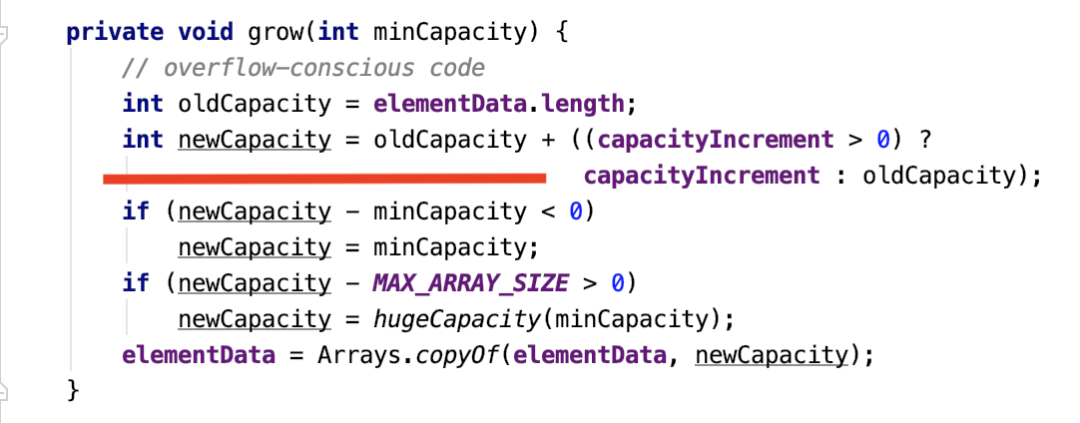 private void grow(int minCapacity) {
// overflow-conscious code
int oldCapacity = elementData.length;
int newCapacity = oldCapacity + ((capacityIncrement > 0) ?
capacityIncrement : oldCapacity);
if (newCapacity - minCapacity < 0)
newCapacity = minCapacity;
if (newCapacity - MAX_ARRAY_SIZE > 0)
newCapacity = hugeCapacity(minCapacity);
elementData = Arrays.copyOf(elementData, newCapacity);
}